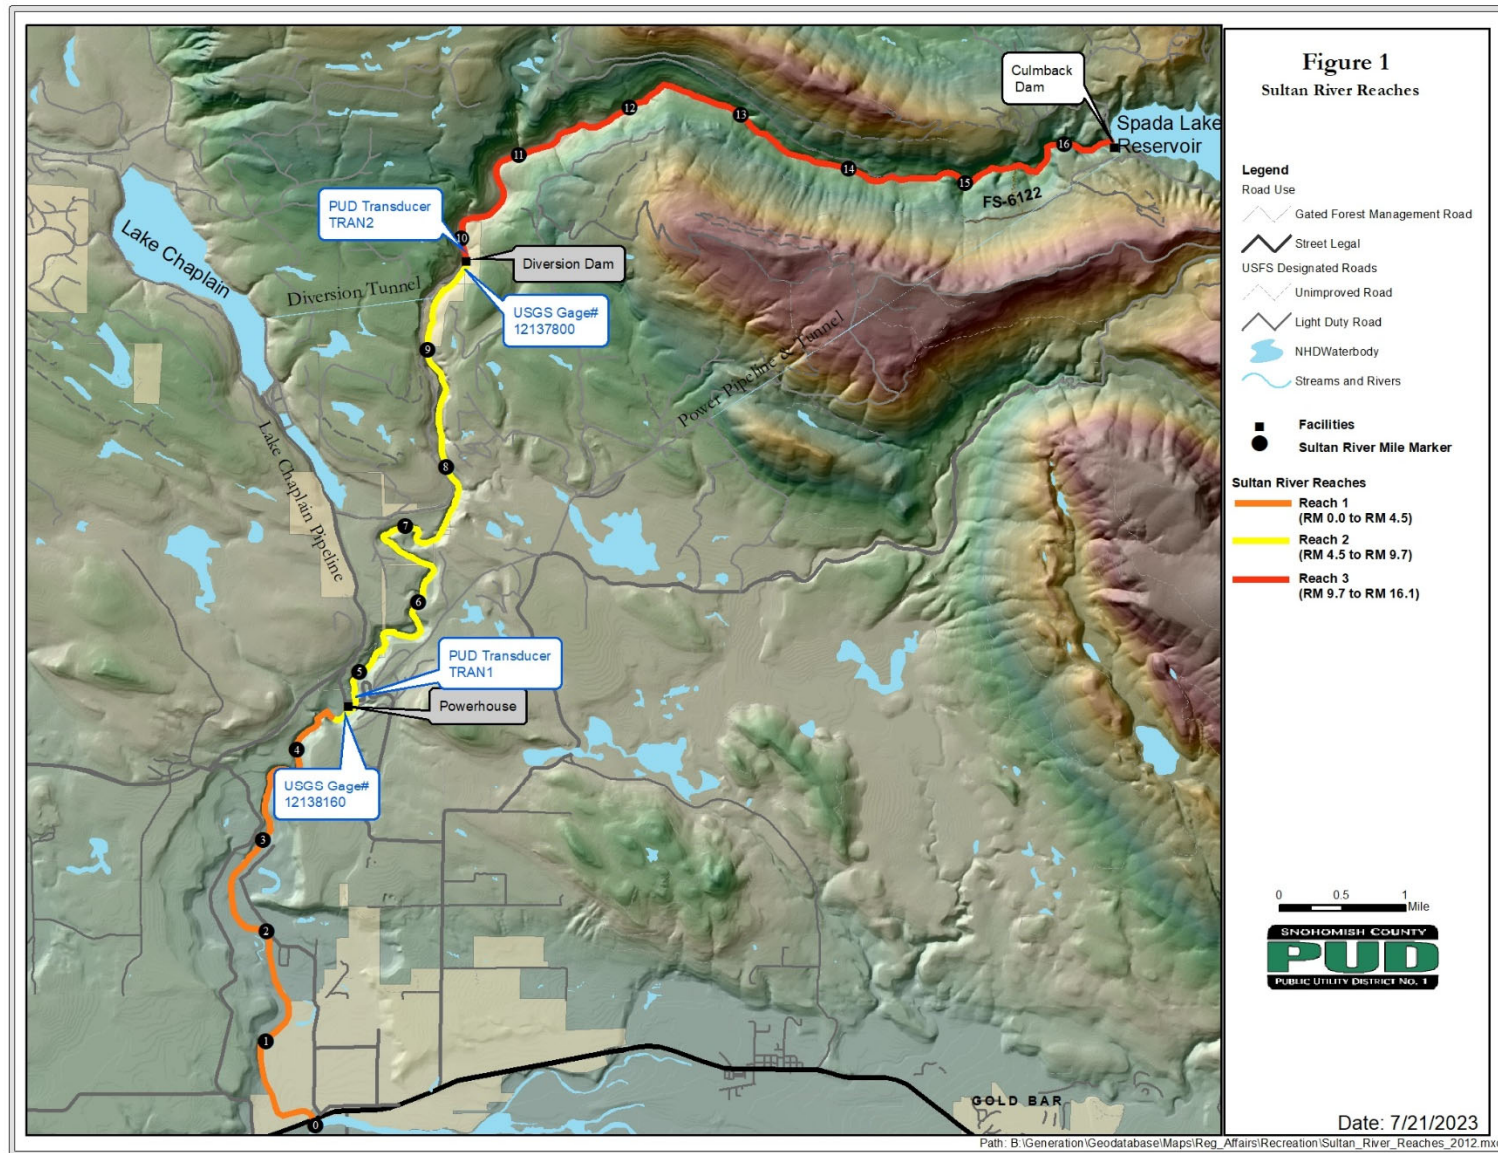 Figure 1
Sultan River Reaches
Legend
Road Use
Gated Forest Management Road
Street Legal
USFS Designated Roads
Unimproved Road
Light Duty Road
NHDWaterbody
Streams and Rivers
Facilities
Sultan River Mile Marker
Sultan River Reaches
Reach 1
(RM 0.0 to RM 4.5)
Reach 2
(RM 4.5 to RM 9.7)
Reach 3
(RM 9.7 to RM 16.1)
0 0.5 1
Mile
SNOHOMISH COUNTY
PUD
PUBLIC UTILITY DISTRICT NO. 1
Date: 7/21/2023
Path: B:\Generation\Geodatabase\Maps\Reg_Affairs\Recreation\Sultan_River_Reaches_2012.mxd
Culmback
Dam
Spada Lake
Reservoir
16
15
14
13
12
11
10
FS-6122
PUD Transducer
TRAN2
Diversion Dam
USGS Gage#
12137800
Lake Chaplain
Diversion Tunnel
Power Pipeline & Tunnel
Lake Chaplain Pipeline
9
8
7
6
5
PUD Transducer
TRAN1
Powerhouse
USGS Gage#
12138160
4
3
2
1
0
GOLD BAR